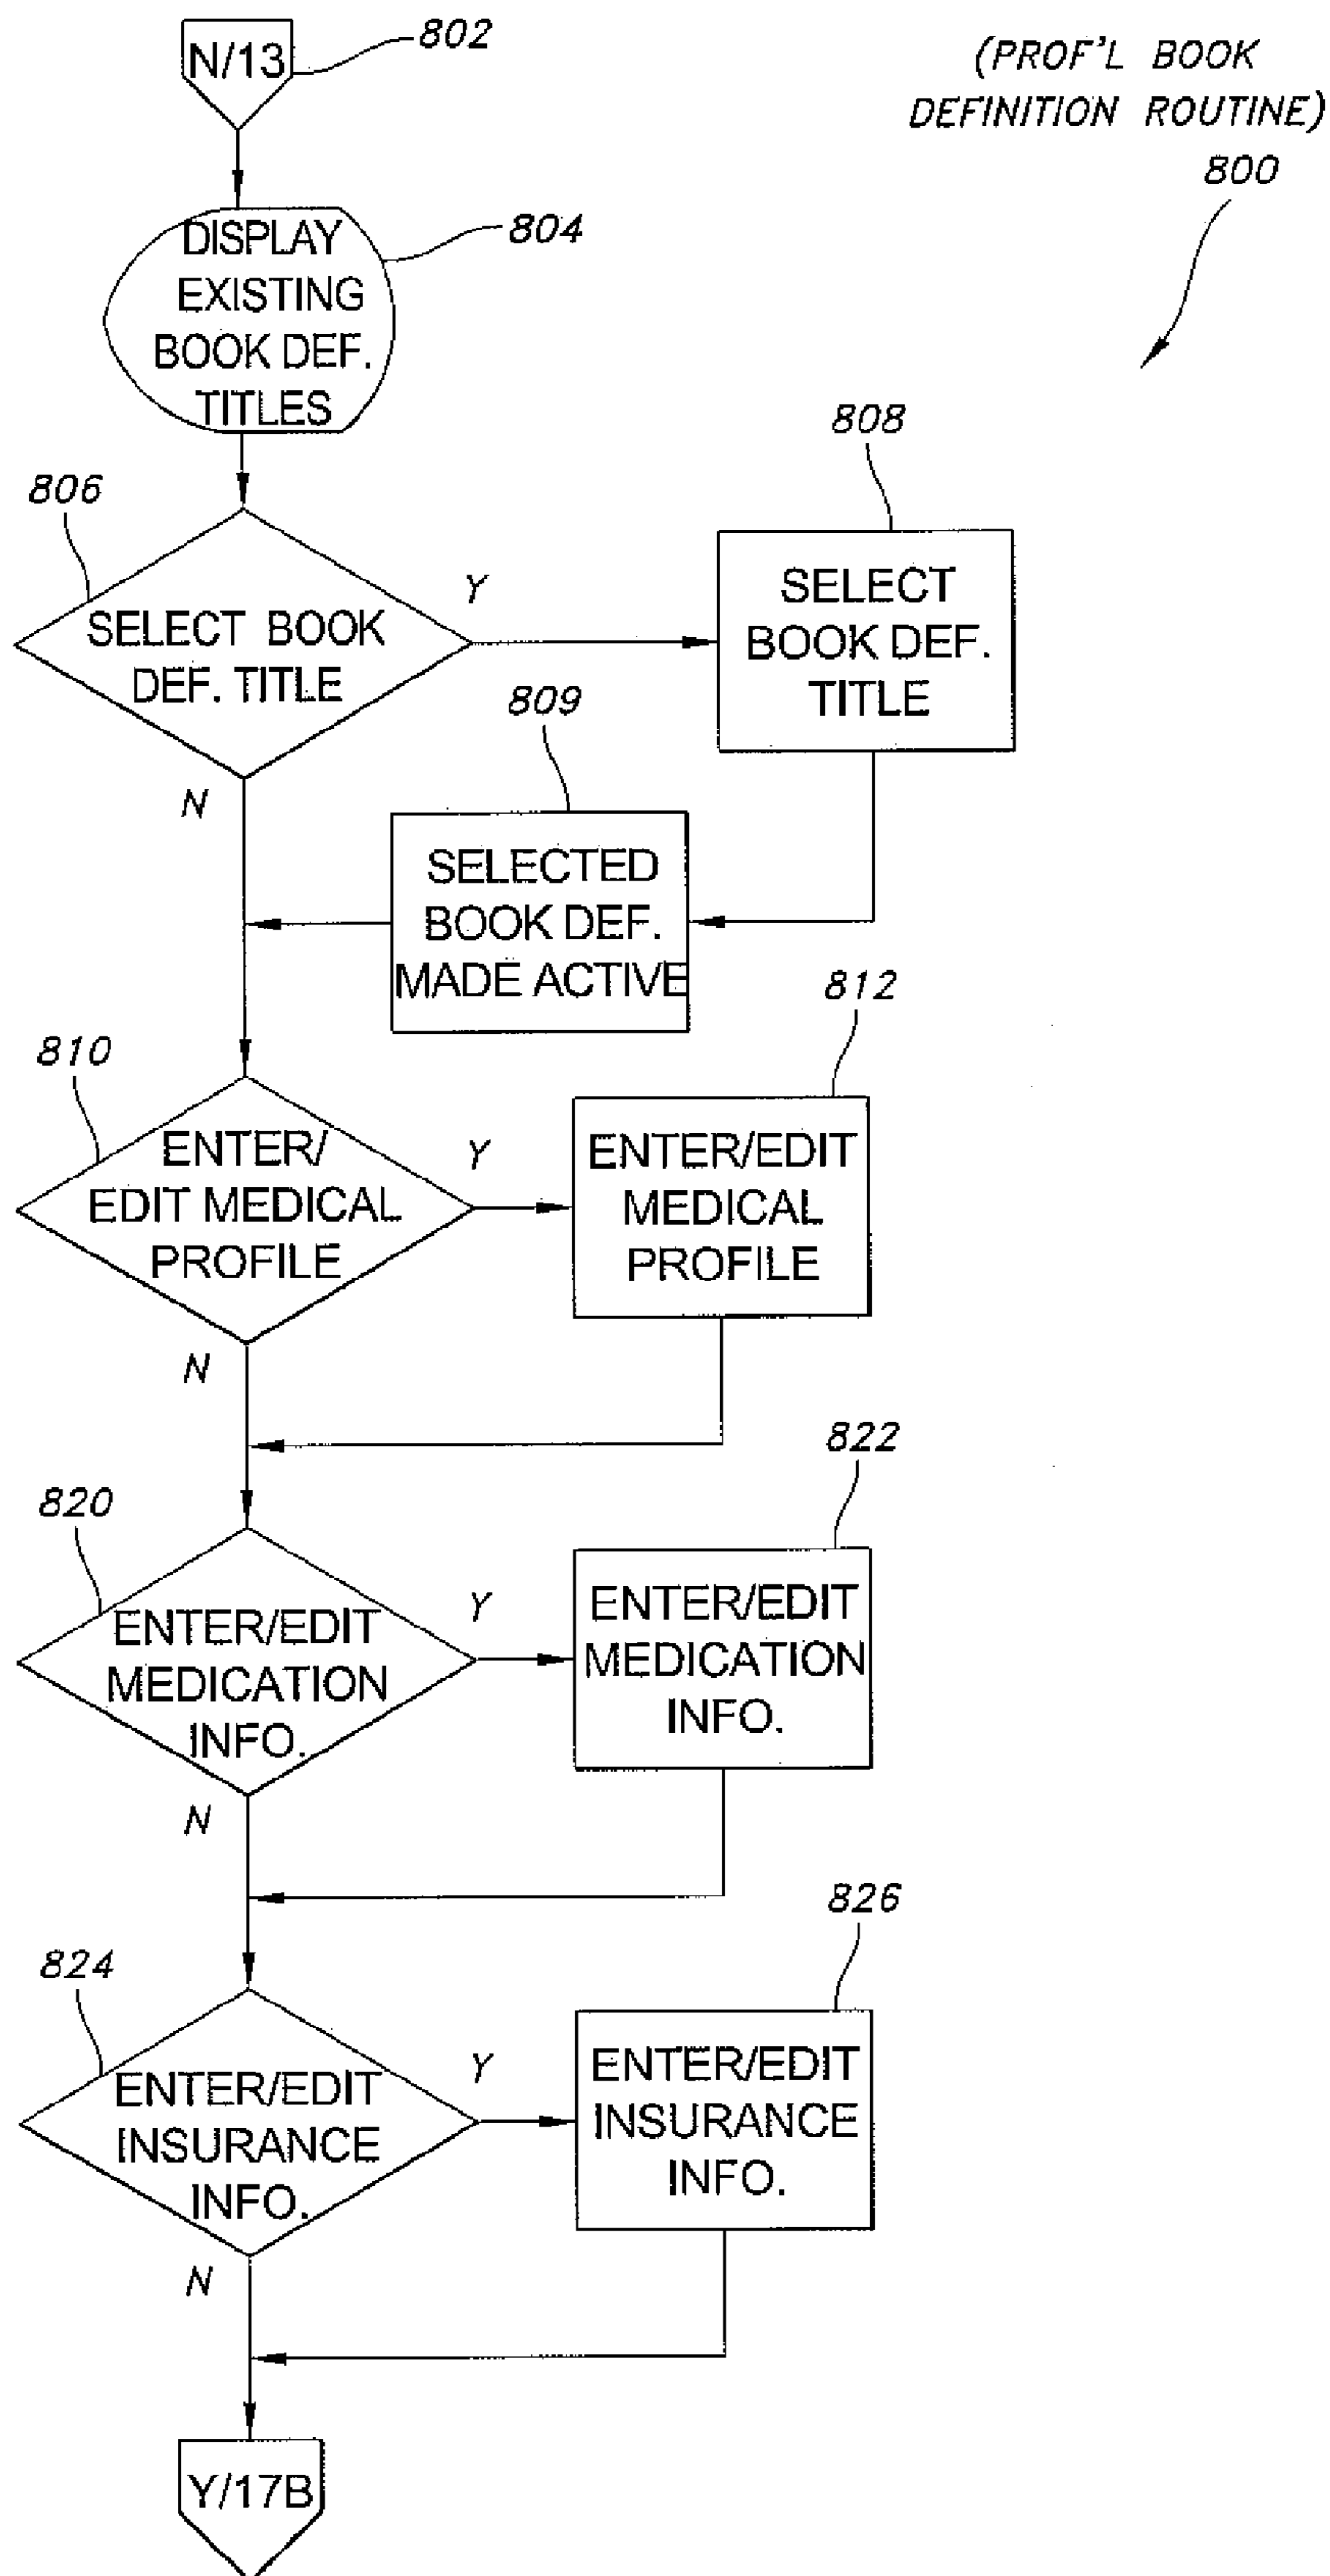 N/13
802
(PROF'L BOOK
DEFINITION ROUTINE)
800
DISPLAY
EXISTING
BOOK DEF.
TITLES
804
806
SELECT BOOK
DEF. TITLE
Y
N
808
SELECT
BOOK DEF.
TITLE
809
SELECTED
BOOK DEF.
MADE ACTIVE
810
ENTER/
EDIT MEDICAL
PROFILE
Y
N
812
ENTER/EDIT
MEDICAL
PROFILE
820
ENTER/EDIT
MEDICATION
INFO.
Y
N
822
ENTER/EDIT
MEDICATION
INFO.
824
ENTER/EDIT
INSURANCE
INFO.
Y
N
826
ENTER/EDIT
INSURANCE
INFO.
Y/17B